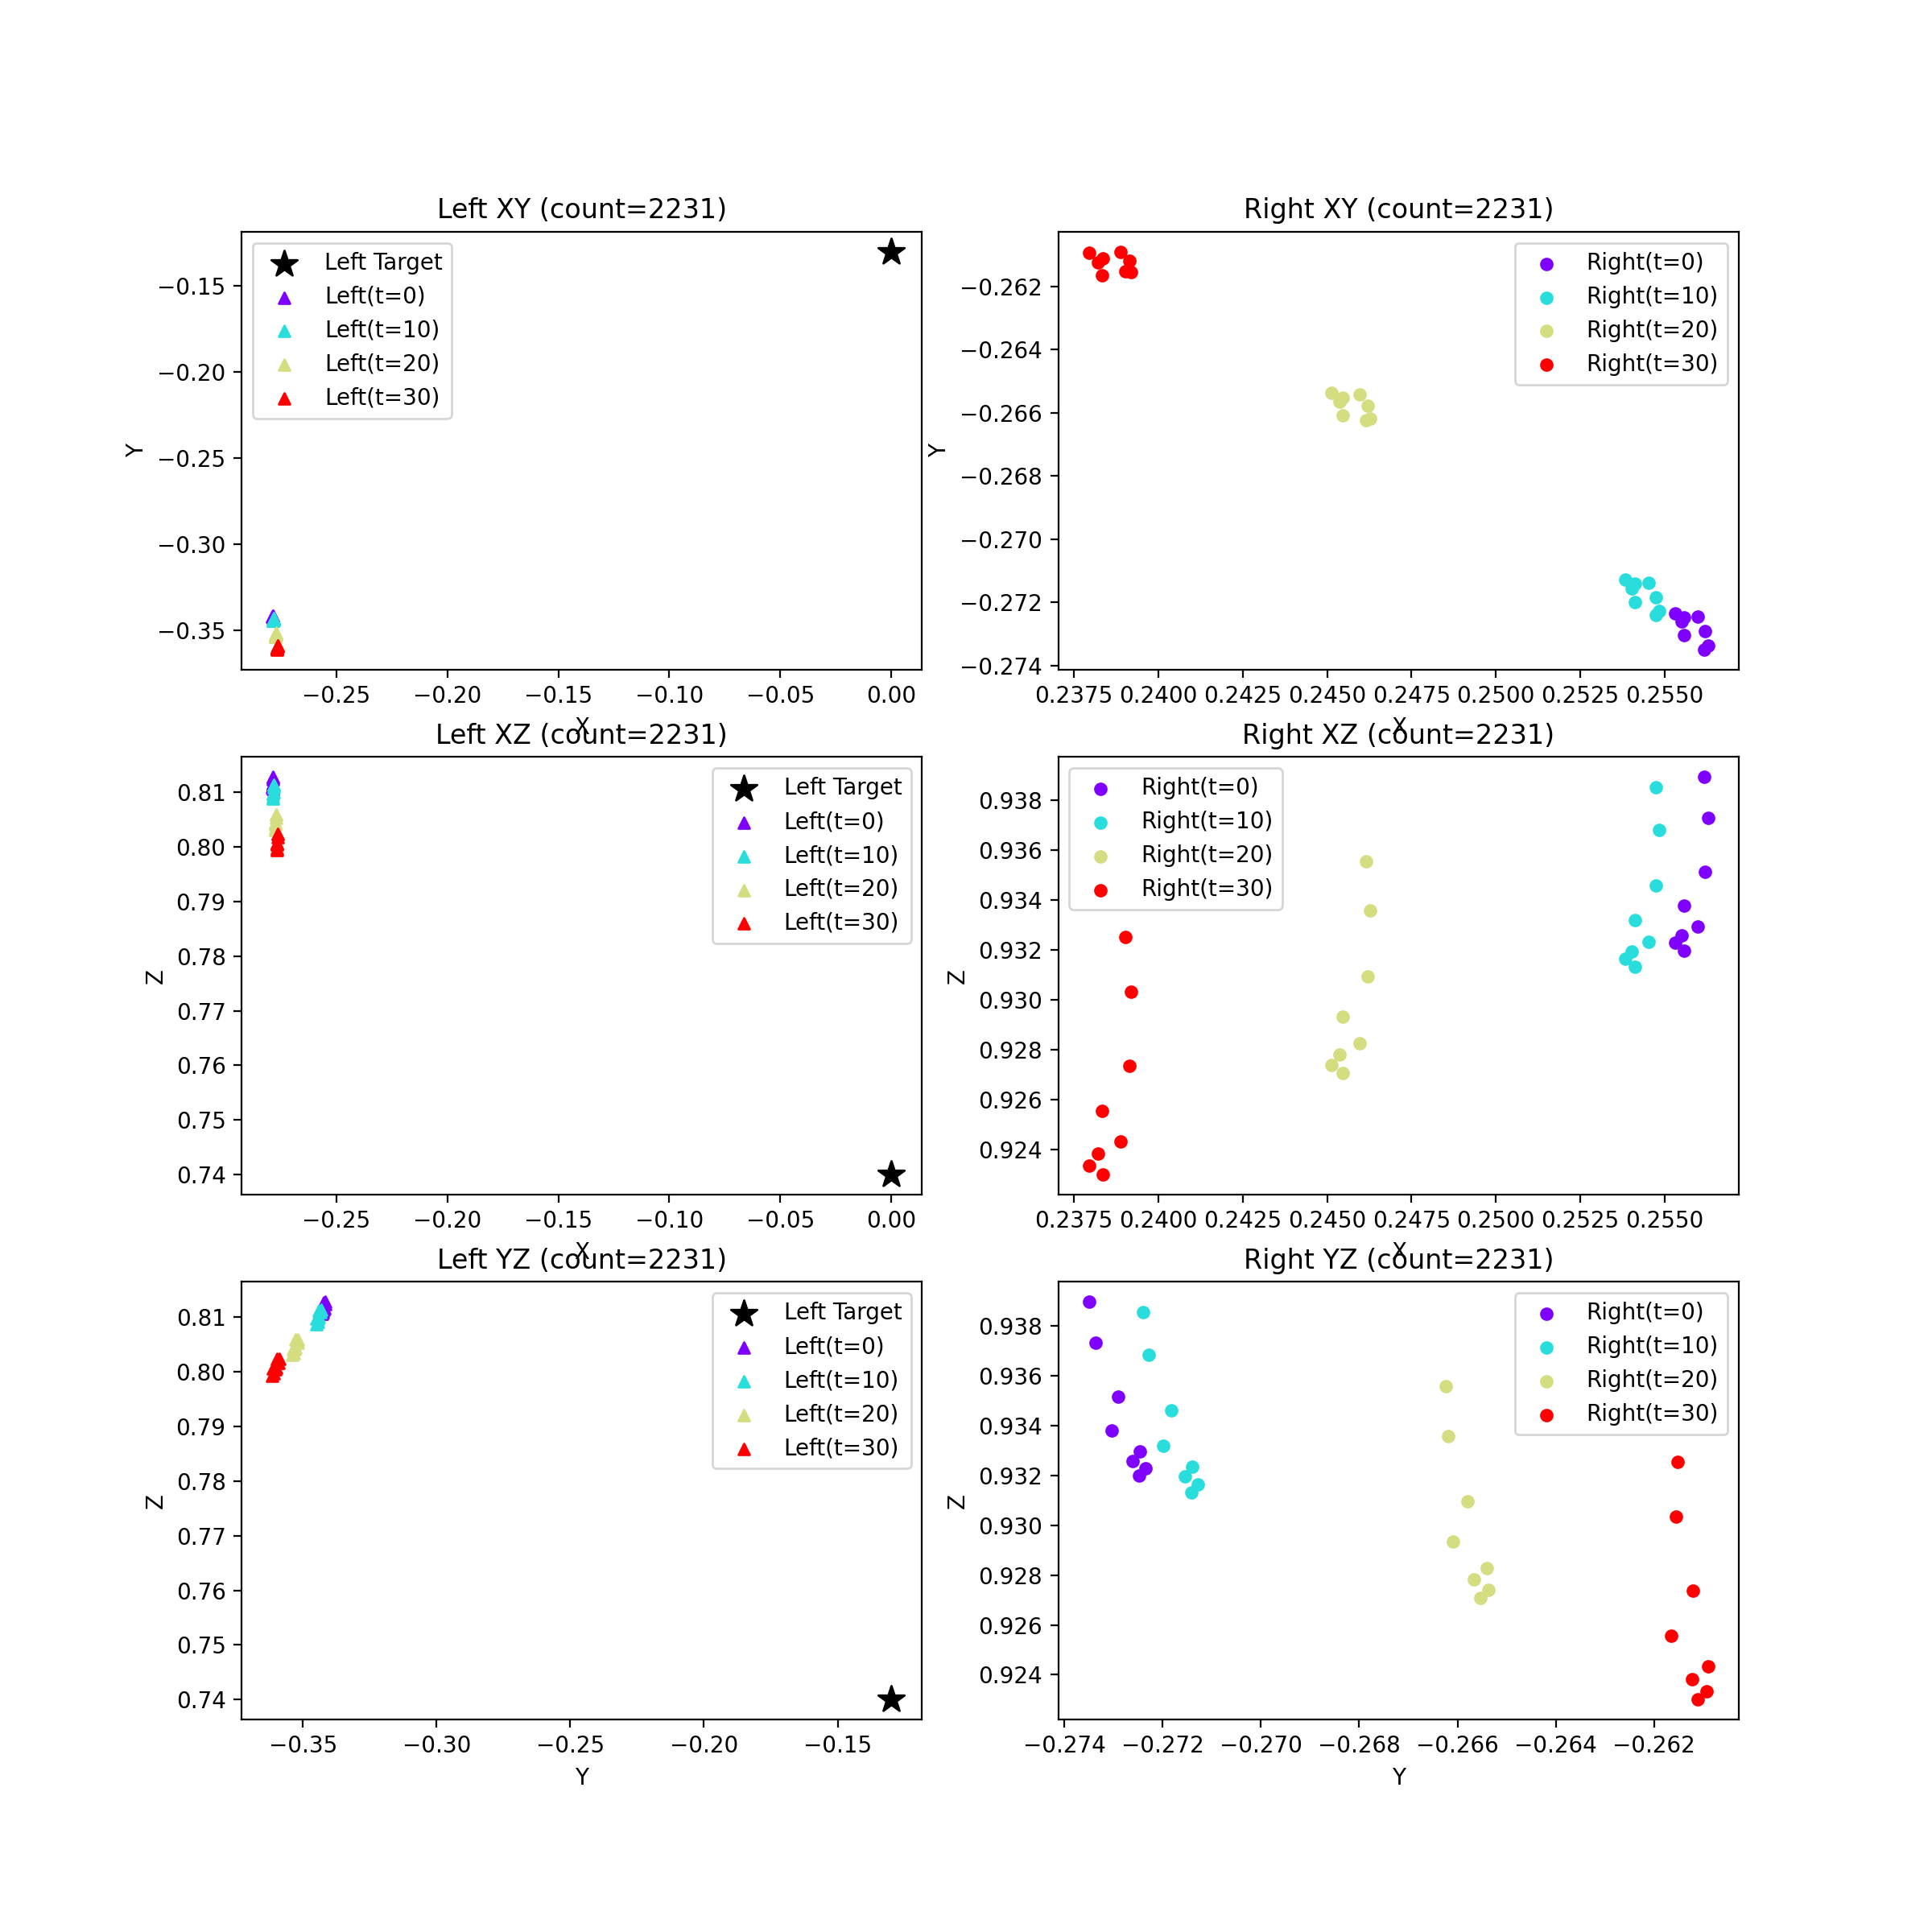 Left XY (count=2231)
Left Target
Left(t=0)
Left(t=10)
Left(t=20)
Left(t=30)
−0.15
−0.20
−0.25
−0.30
−0.35
Y
−0.25 −0.20 −0.15 −0.10 −0.05 0.00
X
Right XY (count=2231)
Right(t=0)
Right(t=10)
Right(t=20)
Right(t=30)
−0.262
−0.264
−0.266
−0.268
−0.270
−0.272
−0.274
Y
0.2375 0.2400 0.2425 0.2450 0.2475 0.2500 0.2525 0.2550
X
Left XZ (count=2231)
Left Target
Left(t=0)
Left(t=10)
Left(t=20)
Left(t=30)
0.81
0.80
0.79
0.78
0.77
0.76
0.75
0.74
Z
−0.25 −0.20 −0.15 −0.10 −0.05 0.00
X
Right XZ (count=2231)
Right(t=0)
Right(t=10)
Right(t=20)
Right(t=30)
0.938
0.936
0.934
0.932
0.930
0.928
0.926
0.924
Z
0.2375 0.2400 0.2425 0.2450 0.2475 0.2500 0.2525 0.2550
X
Left YZ (count=2231)
Left Target
Left(t=0)
Left(t=10)
Left(t=20)
Left(t=30)
0.81
0.80
0.79
0.78
0.77
0.76
0.75
0.74
Z
−0.35 −0.30 −0.25 −0.20 −0.15
Y
Right YZ (count=2231)
Right(t=0)
Right(t=10)
Right(t=20)
Right(t=30)
0.938
0.936
0.934
0.932
0.930
0.928
0.926
0.924
Z
−0.274 −0.272 −0.270 −0.268 −0.266 −0.264 −0.262
Y